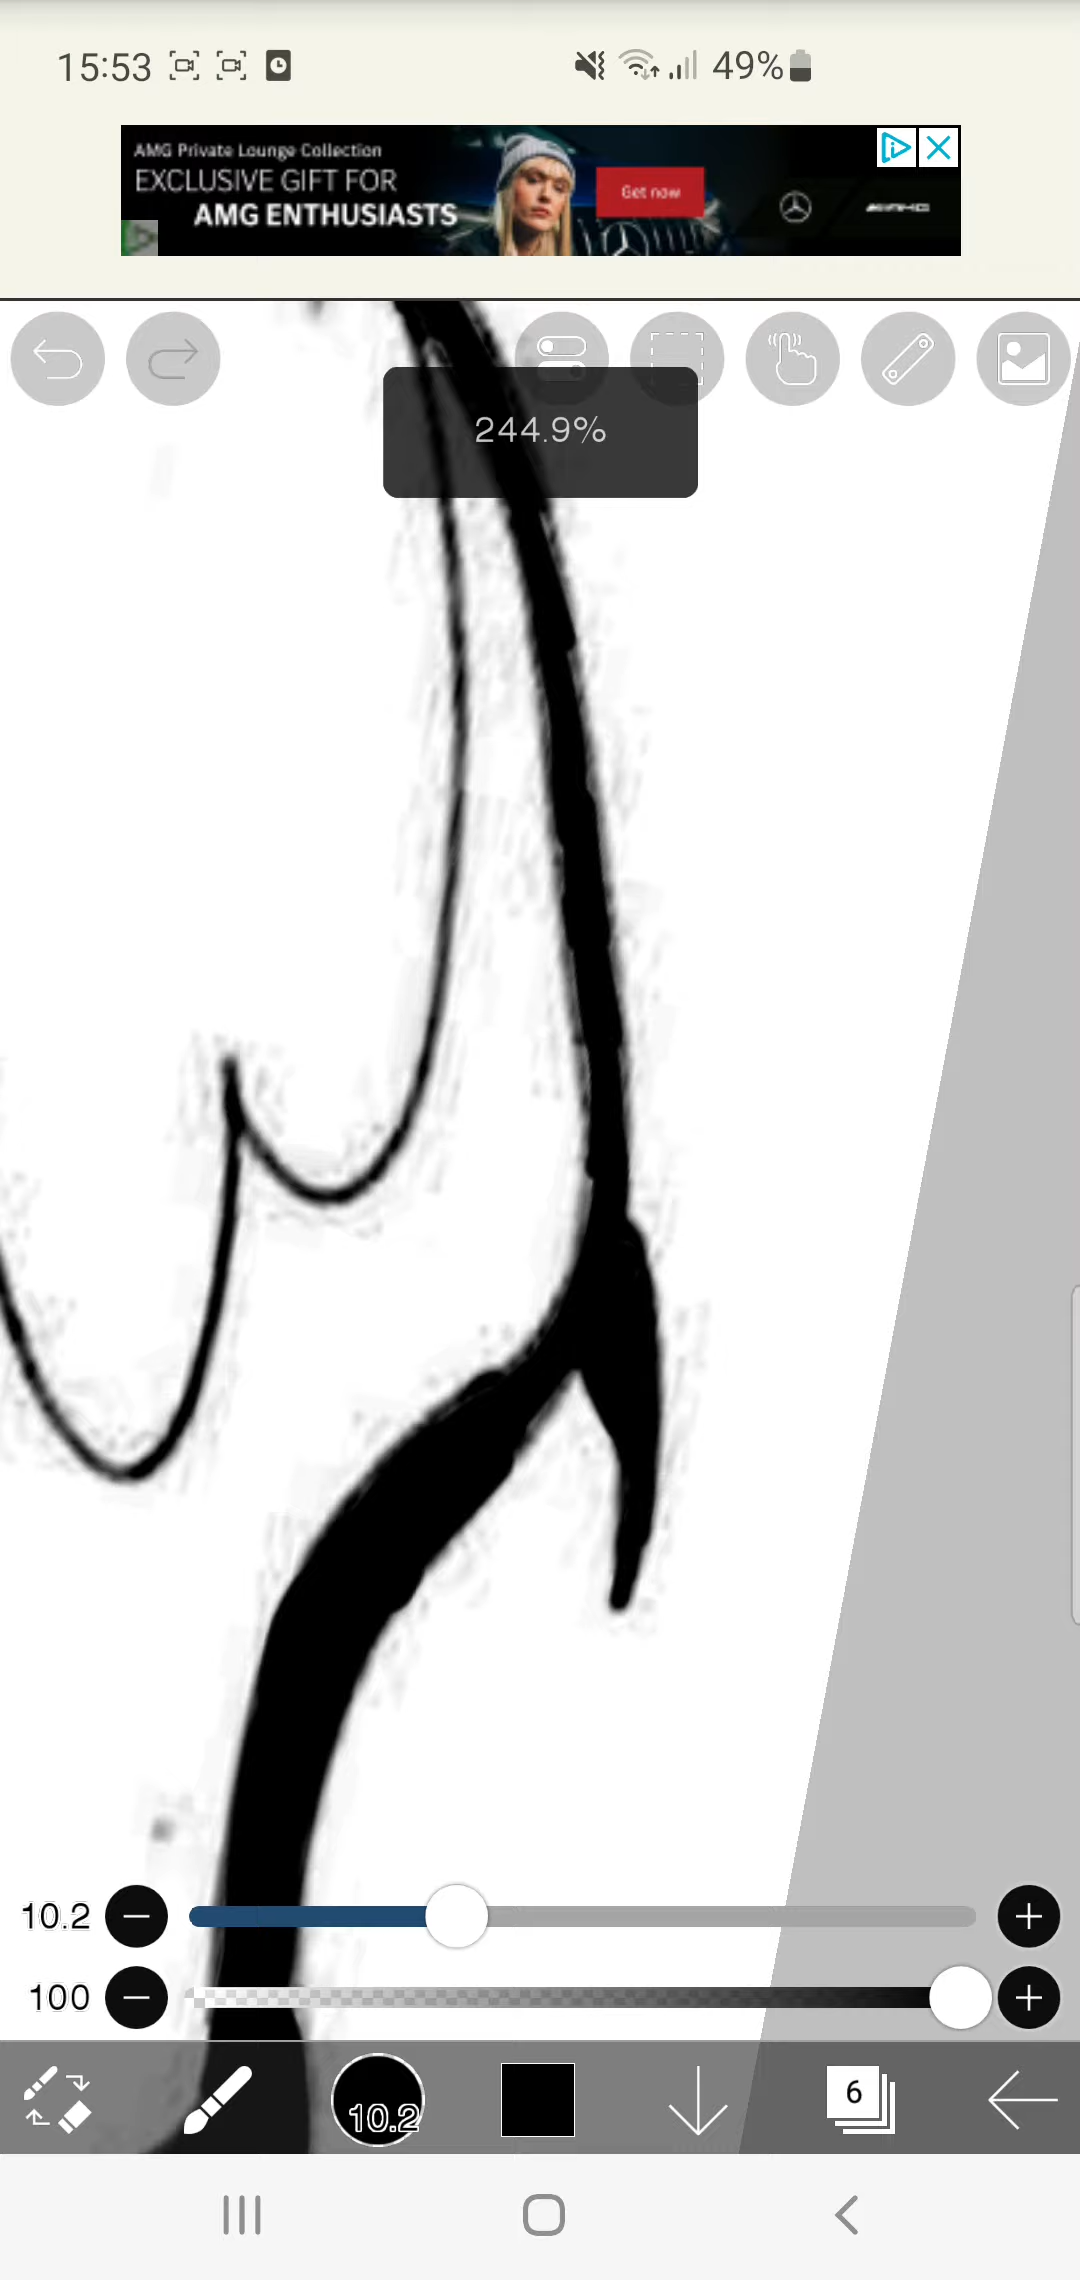 15:53
49%
AMG Private Lounge Collection
EXCLUSIVE GIFT FOR
AMG ENTHUSIASTS
Get now
AMG
244.9%
10.2
100
10.2
6